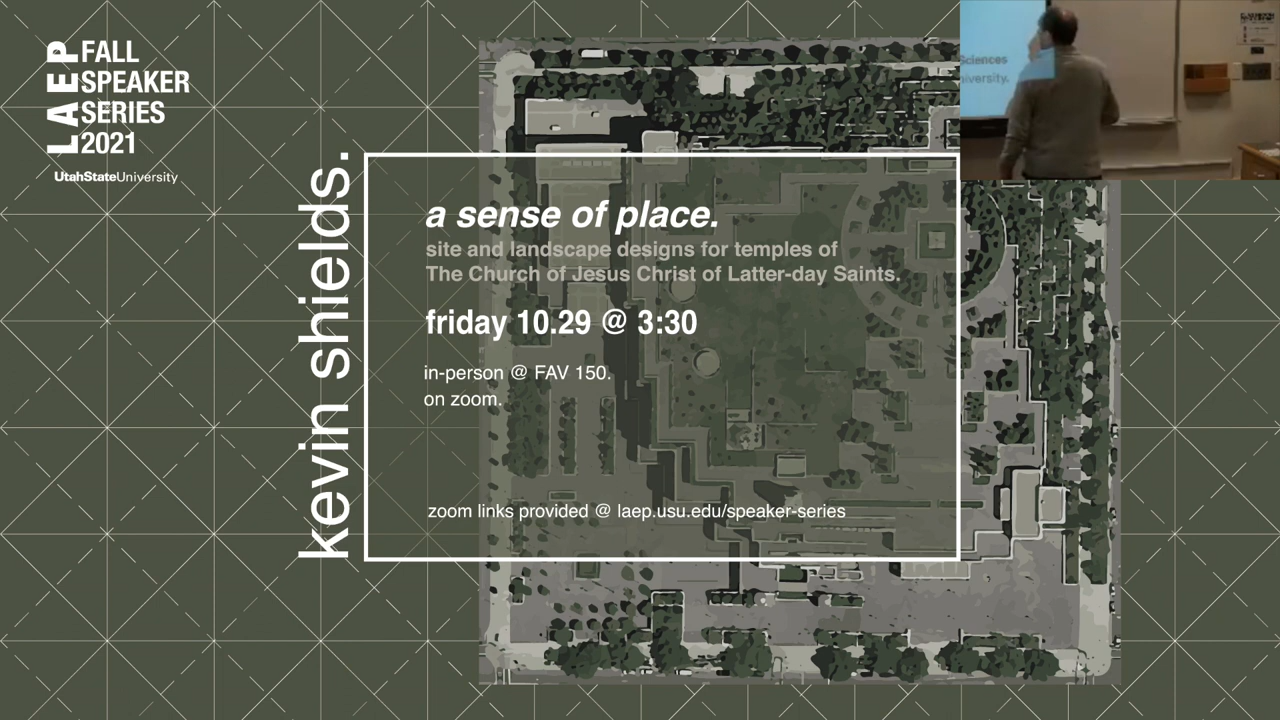 LAEP
FALL
SPEAKER
SERIES
2021
UtahStateUniversity
kevin shields.
a sense of place.
site and landscape designs for temples of
The Church of Jesus Christ of Latter-day Saints.
friday 10.29 @ 3:30
in-person @ FAV 150.
on zoom.
zoom links provided @ laep.usu.edu/speaker-series
Sciences
iversity.